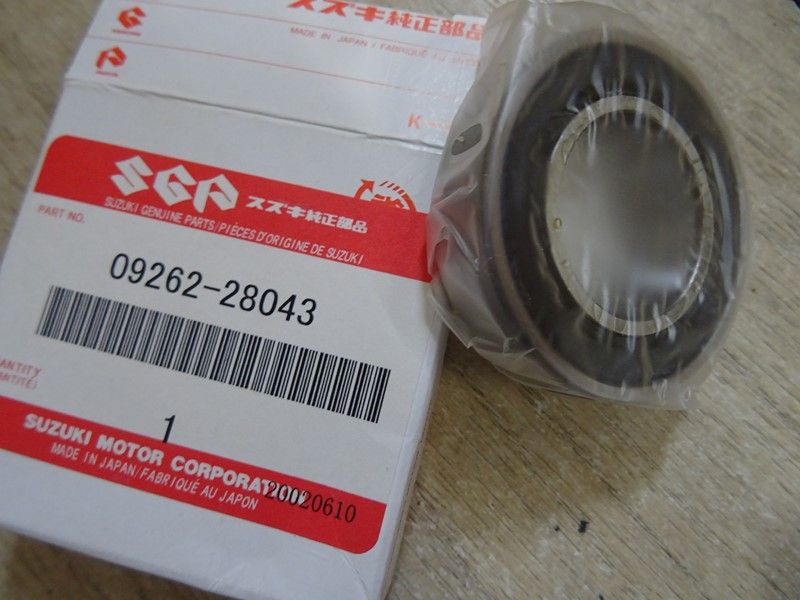 スズキ純正部品
MADE IN JAPAN / FABRIQUÉ AU
SGP スズキ純正部品
SUZUKI GENUINE PARTS/PIÈCES D'ORIGINE DE SUZUKI
PART NO.
09262-28043
1
SUZUKI MOTOR CORPORATION
MADE IN JAPAN/FABRIQUÉ AU JAPON
20020610